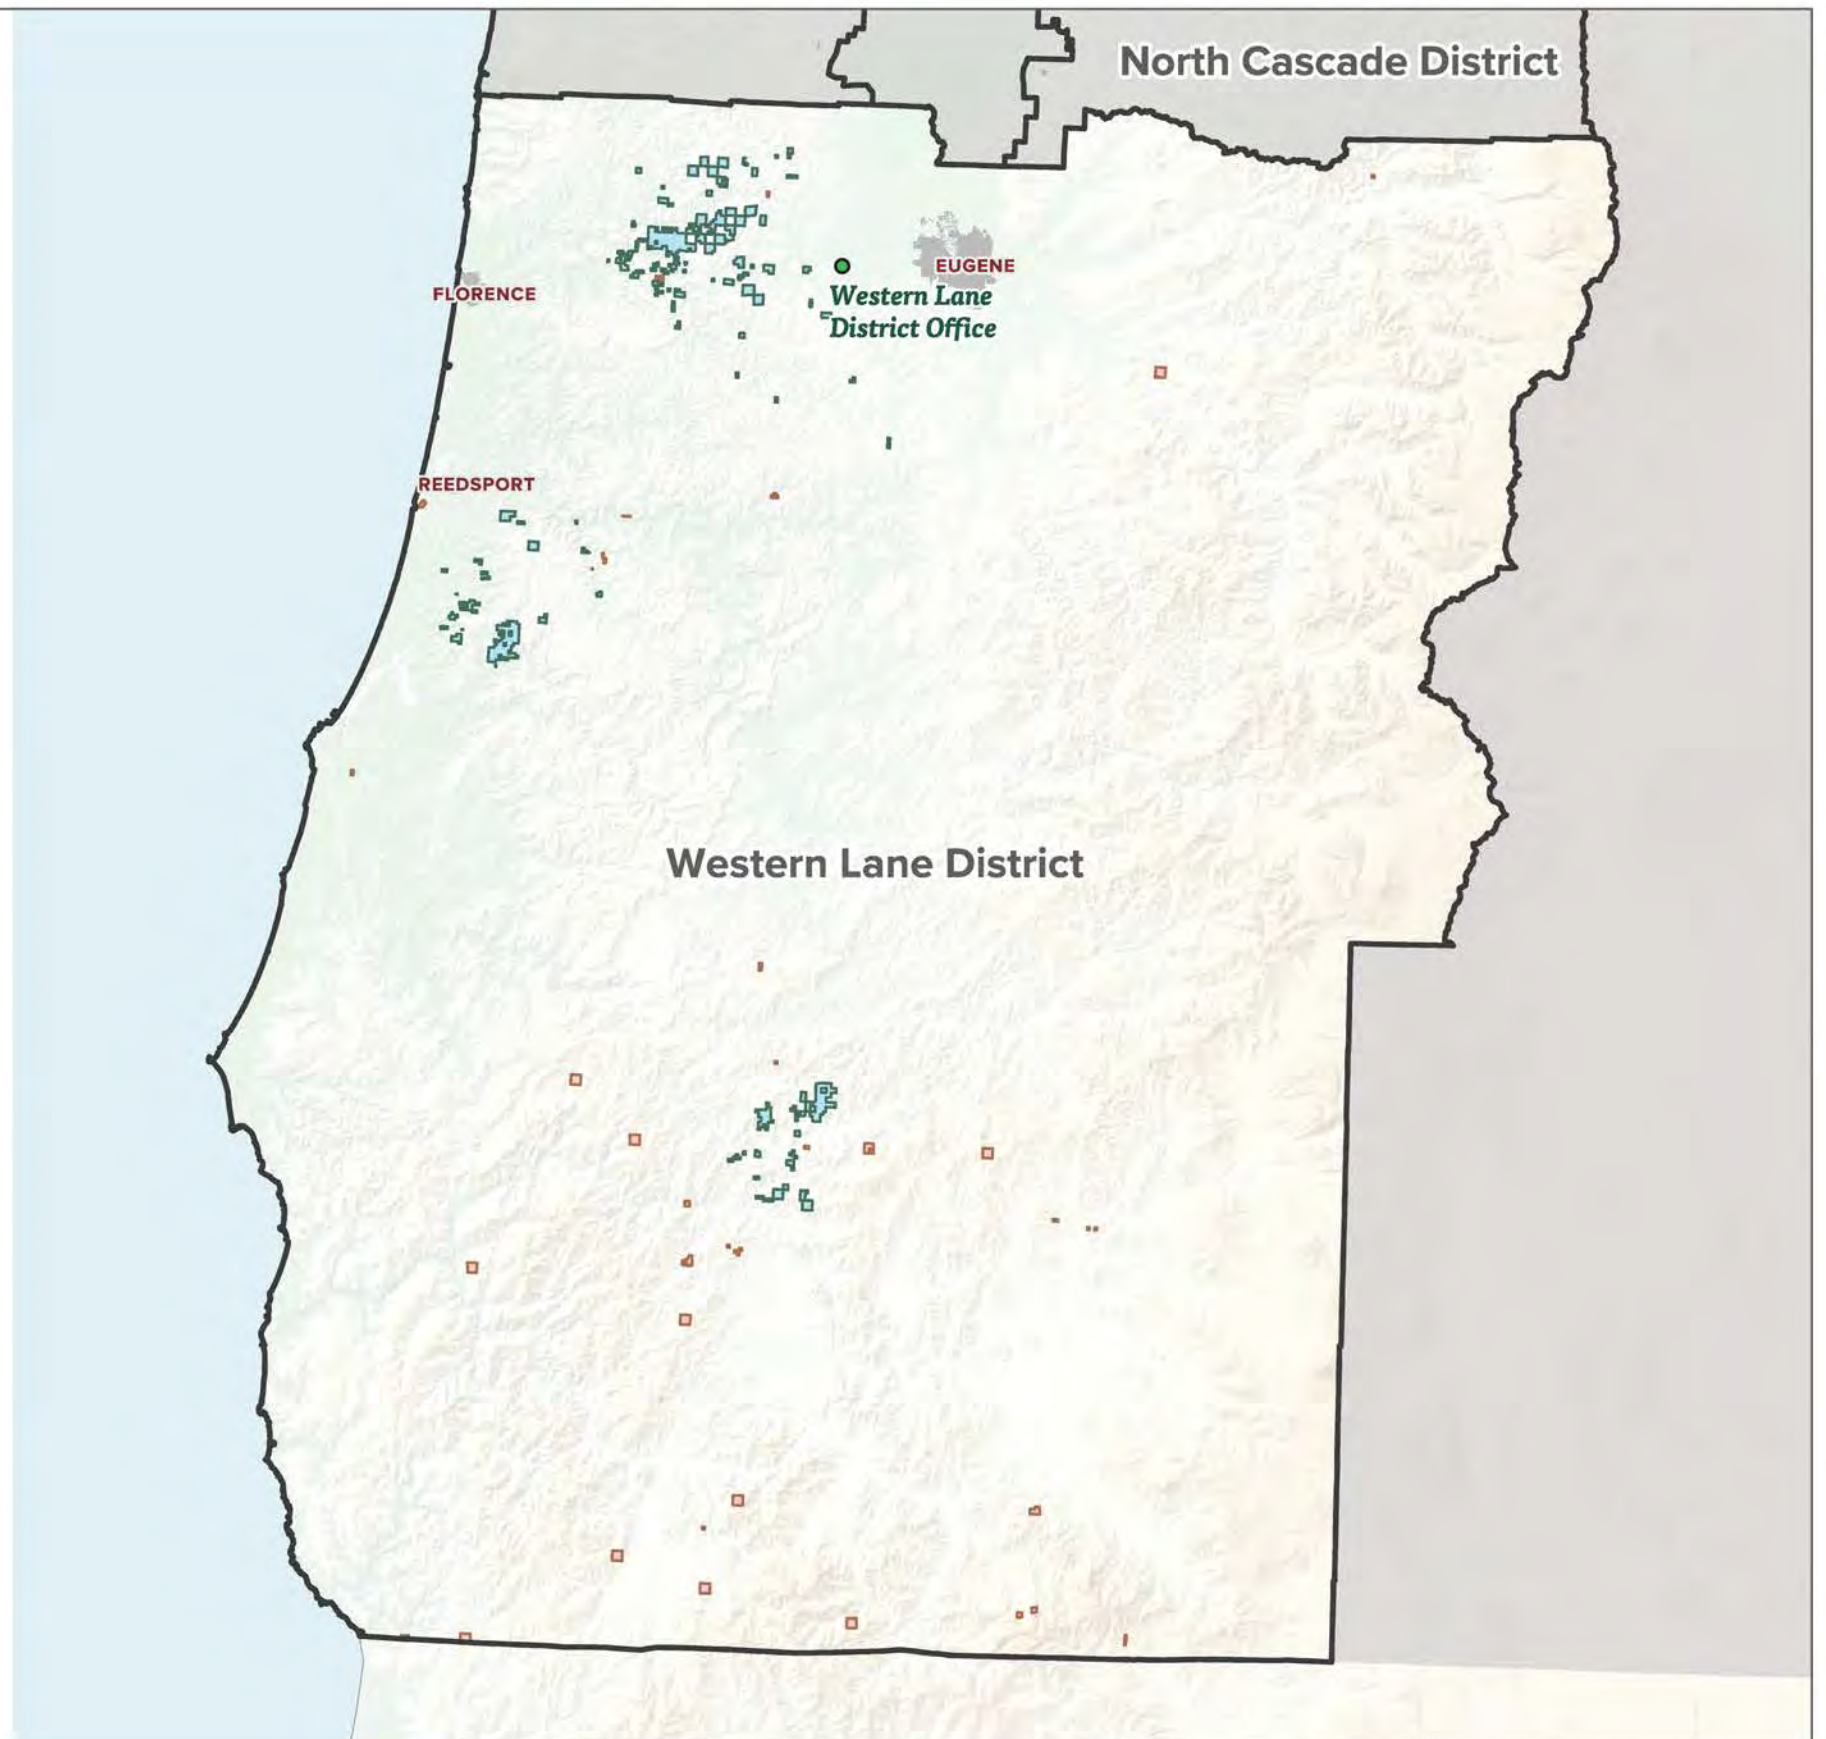 North Cascade District
EUGENE
FLORENCE
Western Lane
District Office
REEDSPORT
Western Lane District